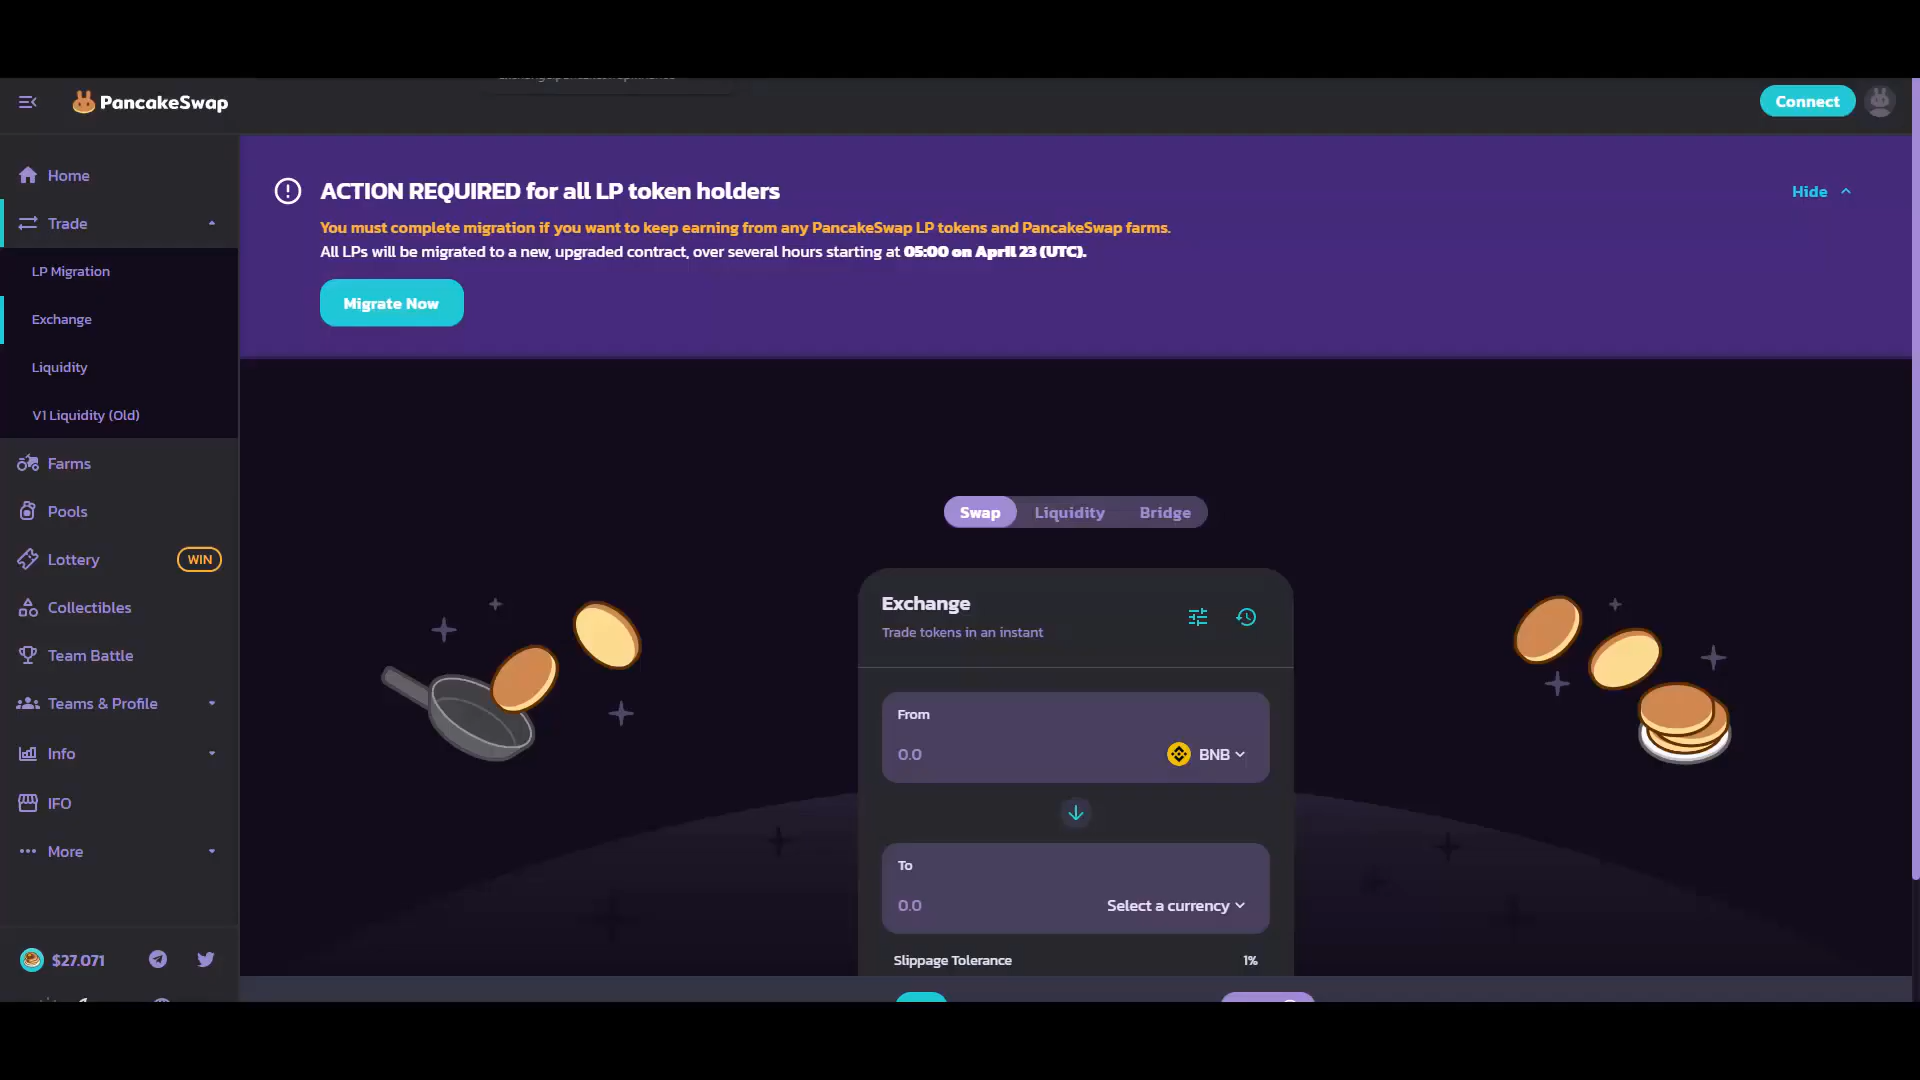 PancakeSwap
Connect
Home
Trade
LP Migration
Exchange
Liquidity
V1 Liquidity (Old)
Farms
Pools
Lottery
WIN
Collectibles
Team Battle
Teams & Profile
Info
IFO
More
$27.071
ACTION REQUIRED for all LP token holders
Hide
You must complete migration if you want to keep earning from any PancakeSwap LP tokens and PancakeSwap farms.
All LPs will be migrated to a new, upgraded contract, over several hours starting at 05:00 on April 23 (UTC).
Migrate Now
Swap Liquidity Bridge
Exchange
Trade tokens in an instant
From
0.0 BNB
To
0.0 Select a currency
Slippage Tolerance 1%